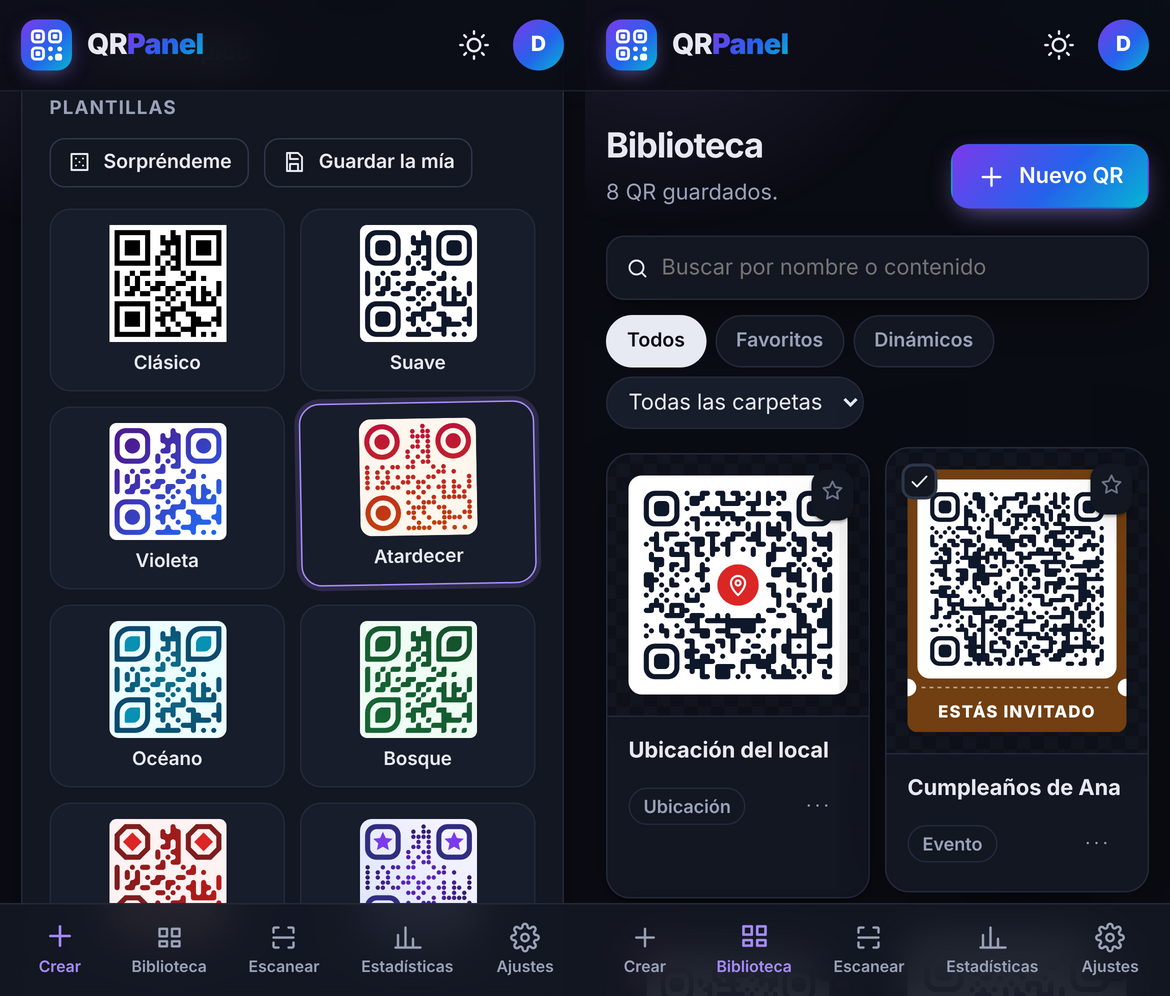 QRPanel
D
PLANTILLAS
Sorpréndeme
Guardar la mía
Clásico
Suave
Violeta
Atardecer
Océano
Bosque
Crear
Biblioteca
Escanear
Estadísticas
Ajustes
QRPanel
D
Biblioteca
8 QR guardados.
Nuevo QR
Buscar por nombre o contenido
Todos
Favoritos
Dinámicos
Todas las carpetas
ESTÁS INVITADO
Ubicación del local
Ubicación
...
Cumpleaños de Ana
Evento
...
Crear
Biblioteca
Escanear
Estadísticas
Ajustes